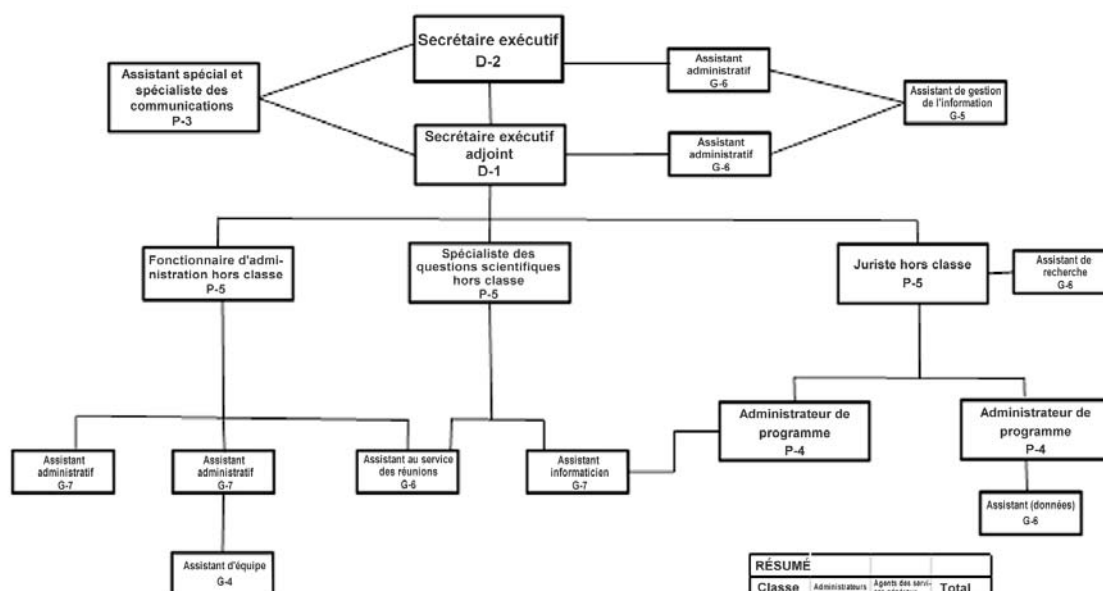 Secrétaire exécutif
D-2
Assistant
administratif
G-6
Assistant spécial et
spécialiste des
communications
P-3
Assistant de gestion
de l'information
G-5
Secrétaire exécutif
adjoint
D-1
Assistant
administratif
G-6
Fonctionnaire d'admi-
nistration hors classe
P-5
Spécialiste des
questions scientifiques
hors classe
P-5
Juriste hors classe
P-5
Assistant de
recherche
G-6
Administrateur de
programme
P-4
Administrateur de
programme
P-4
Assistant
administratif
G-7
Assistant
administratif
G-7
Assistant au service
des réunions
G-6
Assistant
informaticien
G-7
Assistant (données)
G-6
Assistant d'équipe
G-4
RÉSUMÉ
Classe
Administrateurs
Agents des servi-
Total